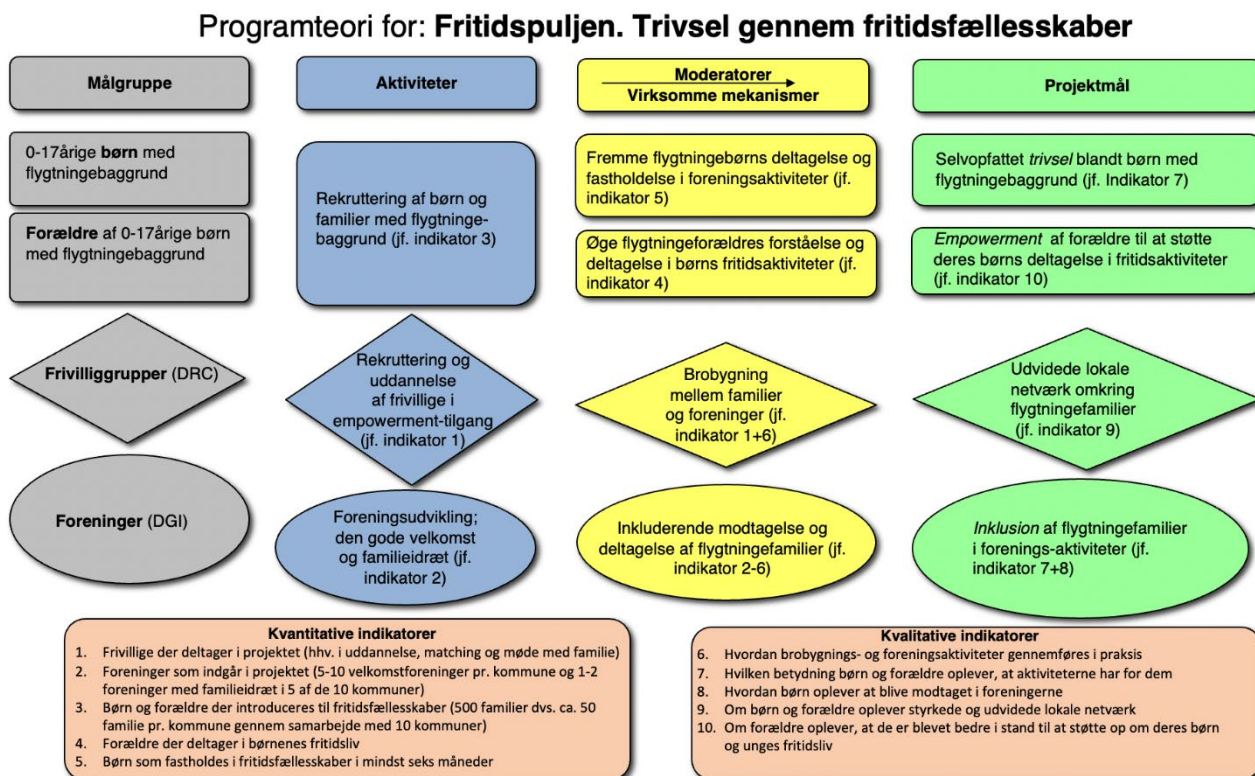 Programteori for: Fritidspuljen. Trivsel gennem fritidsfællesskaber
Målgruppe
Aktiviteter
Moderatorer
Virksomme mekanismer
Projektmål
0-17årige børn med
flygtningebaggrund
Forældre af 0-17årige børn
med flygtningebaggrund
Rekruttering af børn og
familier med flygtninge-
baggrund (jf. indikator 3)
Fremme flygtningebørns deltagelse og
fastholdelse i foreningsaktiviteter (jf.
indikator 5)
Øge flygtningeforældres forståelse og
deltagelse i børns fritidsaktiviteter (jf.
indikator 4)
Selvopfattet trivsel blandt børn med
flygtningebaggrund (jf. Indikator 7)
Empowerment af forældre til at støtte
deres børns deltagelse i fritidsaktiviteter
(jf. indikator 10)
Frivilliggrupper (DRC)
Rekruttering og
uddannelse
af frivillige i
empowerment-tilgang
(jf. indikator 1)
Brobygning
mellem familier
og foreninger (jf.
indikator 1+6)
Udvidede lokale
netværk omkring
flygtningefamilier
(jf. indikator 9)
Foreninger (DGI)
Foreningsudvikling;
den gode velkomst
og familieidræt (jf.
indikator 2)
Inkluderende modtagelse og
deltagelse af flygtningefamilier (jf.
indikator 2-6)
Inklusion af flygtningefamilier
i forenings-aktiviteter (jf.
indikator 7+8)
Kvantitative indikatorer
1. Frivillige der deltager i projektet (hhv. i uddannelse, matching og møde med familie)
2. Foreninger som indgår i projektet (5-10 velkomstforeninger pr. kommune og 1-2
foreninger med familieidræt i 5 af de 10 kommuner)
3. Børn og forældre der introduceres til fritidsfællesskaber (500 familier dvs. ca. 50
familie pr. kommune gennem samarbejde med 10 kommuner)
4. Forældre der deltager i børnenes fritidsliv
5. Børn som fastholdes i fritidsfællesskaber i mindst seks måneder
Kvalitative indikatorer
6. Hvordan brobygnings- og foreningsaktiviteter gennemføres i praksis
7. Hvilken betydning børn og forældre oplever, at aktiviteterne har for dem
8. Hvordan børn oplever at blive modtaget i foreningerne
9. Om børn og forældre oplever styrkede og udvidede lokale netværk
10. Om forældre oplever, at de er blevet bedre i stand til at støtte op om deres børn
og unges fritidsliv